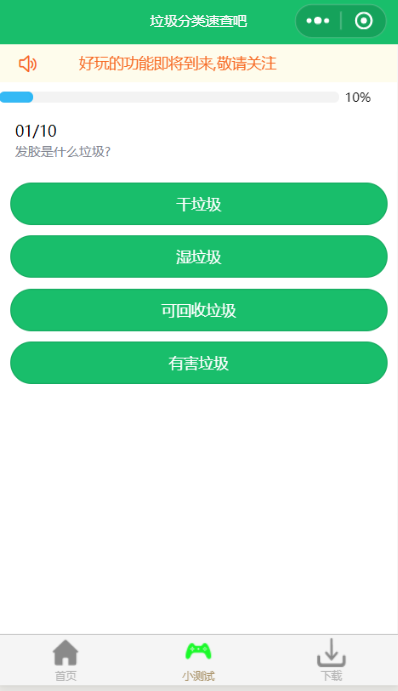 垃圾分类速查吧
好玩的功能即将到来,敬请关注
10%
01/10
发胶是什么垃圾?
干垃圾
湿垃圾
可回收垃圾
有害垃圾
首页 小测试 下载